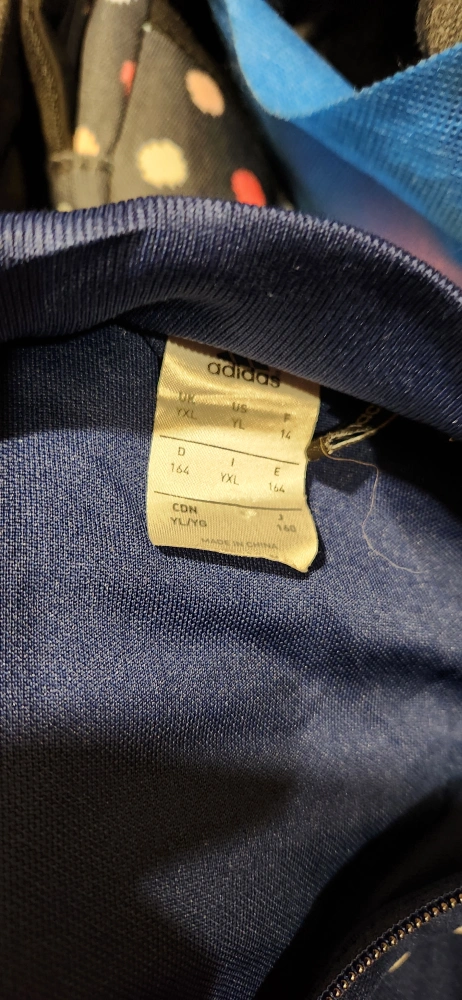 adidas
UK US F
YXL YL 14
D I E
164 YXL 164
CDN J
YL/YG 160
MADE IN CHINA